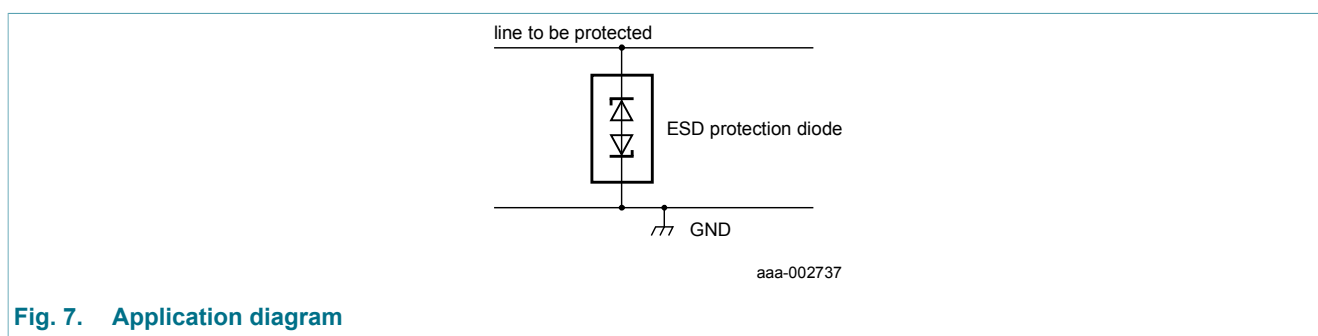 line to be protected
ESD protection diode
GND
aaa-002737
Fig. 7. Application diagram